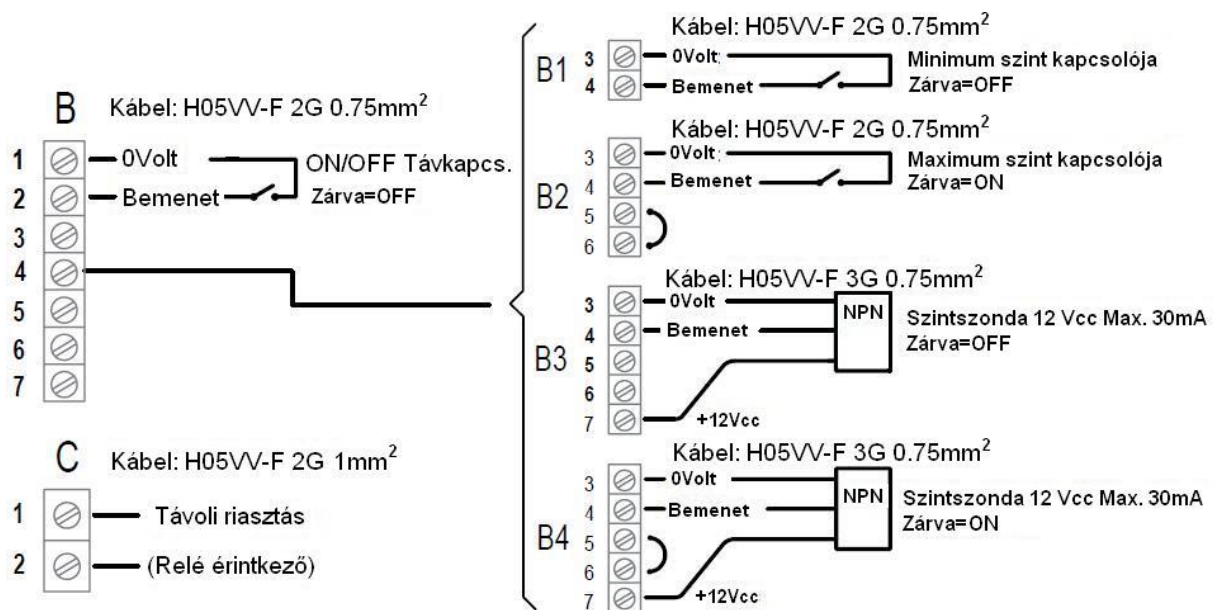 B
Kábel: H05VV-F 2G 0.75mm²
1
0Volt
2
Bemenet
ON/OFF Távkapcs.
Zárva=OFF
3
4
5
6
7
C
Kábel: H05VV-F 2G 1mm²
1
Távoli riasztás
2
(Relé érintkező)
B1
Kábel: H05VV-F 2G 0.75mm²
3
0Volt
4
Bemenet
Minimum szint kapcsolója
Zárva=OFF
B2
Kábel: H05VV-F 2G 0.75mm²
3
0Volt
4
Bemenet
5
6
Maximum szint kapcsolója
Zárva=ON
B3
Kábel: H05VV-F 3G 0.75mm²
3
0Volt
4
Bemenet
5
6
7
+12Vcc
NPN
Szintszonda 12 Vcc Max. 30mA
Zárva=OFF
B4
Kábel: H05VV-F 3G 0.75mm²
3
0Volt
4
Bemenet
5
6
7
+12Vcc
NPN
Szintszonda 12 Vcc Max. 30mA
Zárva=ON